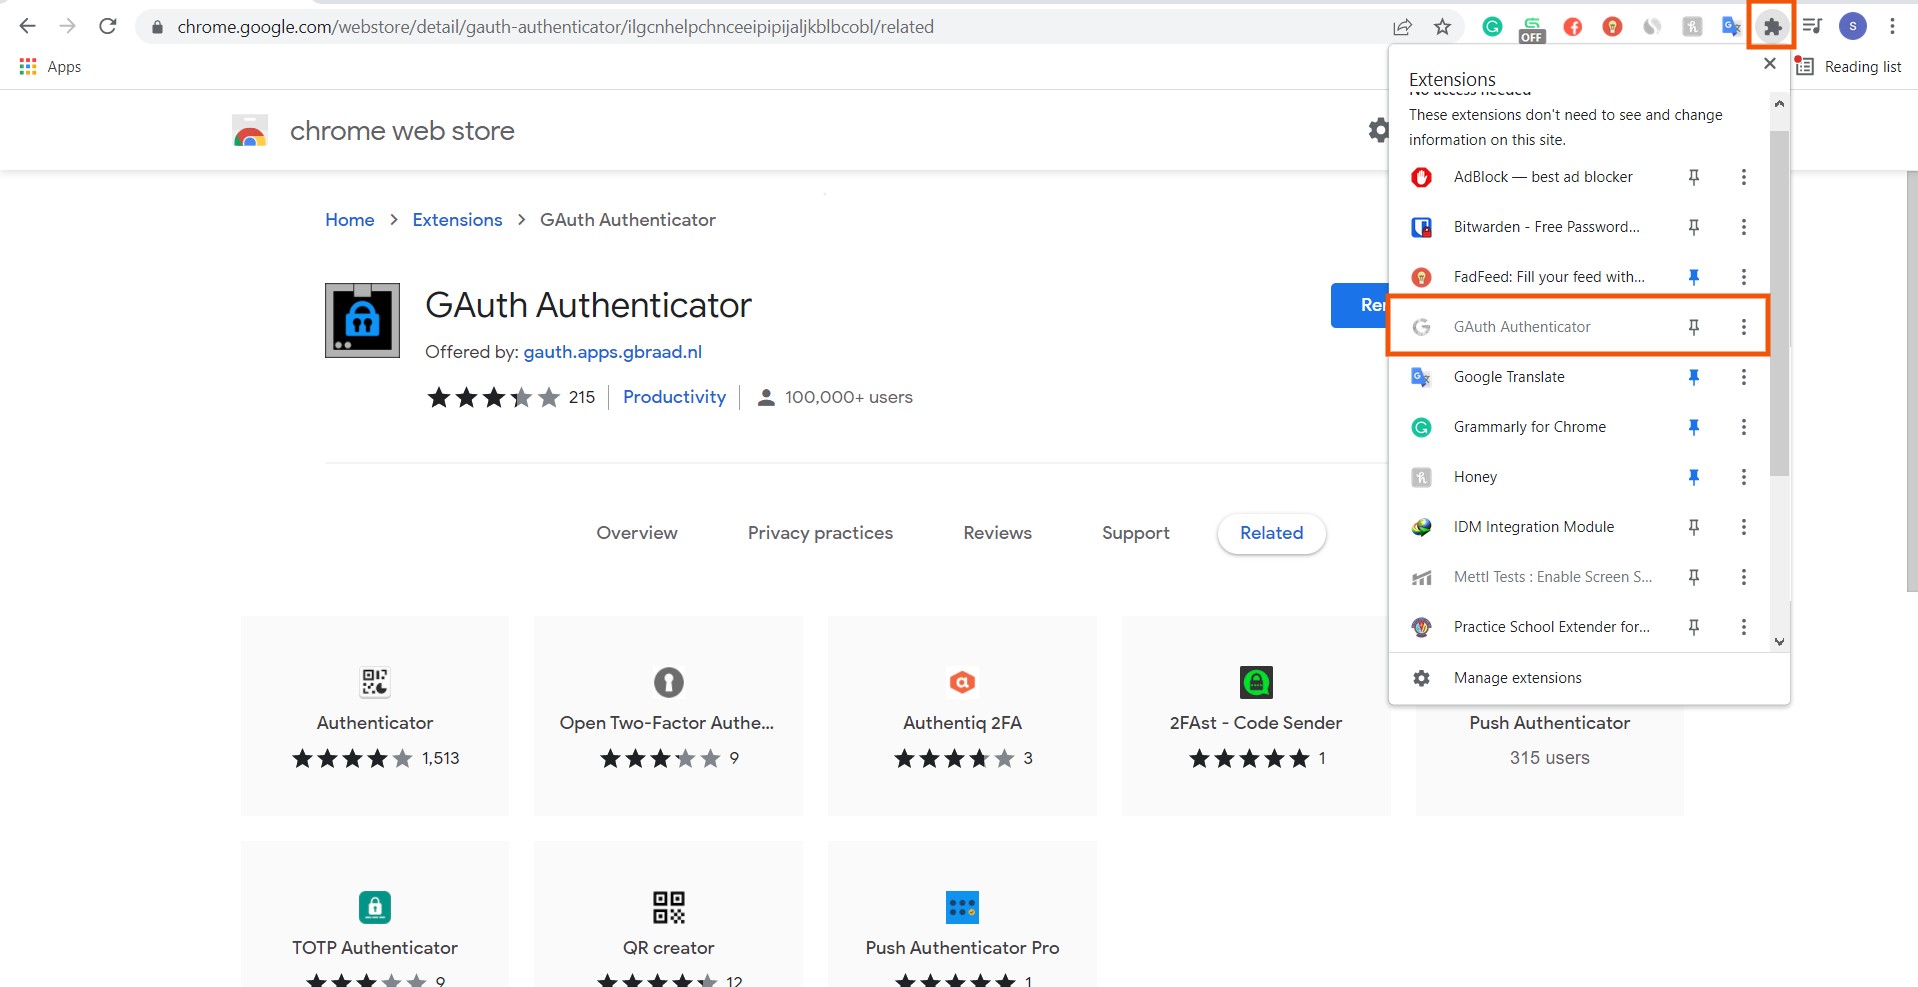 chrome.google.com/webstore/detail/gauth-authenticator/ilgcnhelpchnceeipipijaljkblbcobl/related
OFF
S
Apps
Reading list
Extensions
No access needed
These extensions don't need to see and change
information on this site.
AdBlock — best ad blocker
Bitwarden - Free Password...
FadFeed: Fill your feed with...
GAuth Authenticator
Google Translate
Grammarly for Chrome
Honey
IDM Integration Module
Mettl Tests : Enable Screen S...
Practice School Extender for...
Manage extensions
chrome web store
Home > Extensions > GAuth Authenticator
GAuth Authenticator
Offered by: gauth.apps.gbraad.nl
215
Productivity
100,000+ users
Overview
Privacy practices
Reviews
Support
Related
Authenticator
1,513
Open Two-Factor Authe...
9
Authentiq 2FA
3
2FAst - Code Sender
1
Push Authenticator
315 users
TOTP Authenticator
9
QR creator
12
Push Authenticator Pro
1